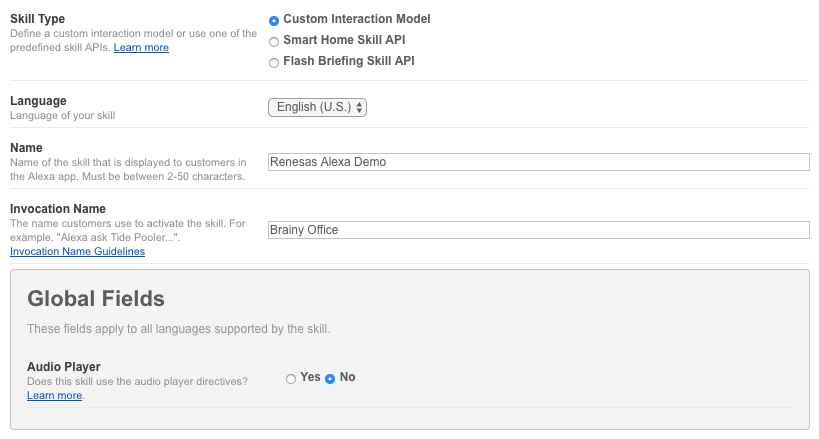 Skill Type
Define a custom interaction model or use one of the
predefined skill APIs. Learn more
Custom Interaction Model
Smart Home Skill API
Flash Briefing Skill API
Language
Language of your skill
English (U.S.)
Name
Name of the skill that is displayed to customers in
the Alexa app. Must be between 2-50 characters.
Renesas Alexa Demo
Invocation Name
The name customers use to activate the skill. For
example, "Alexa ask Tide Pooler...".
Invocation Name Guidelines
Brainy Office
Global Fields
These fields apply to all languages supported by the skill.
Audio Player
Does this skill use the audio player directives?
Learn more.
Yes No